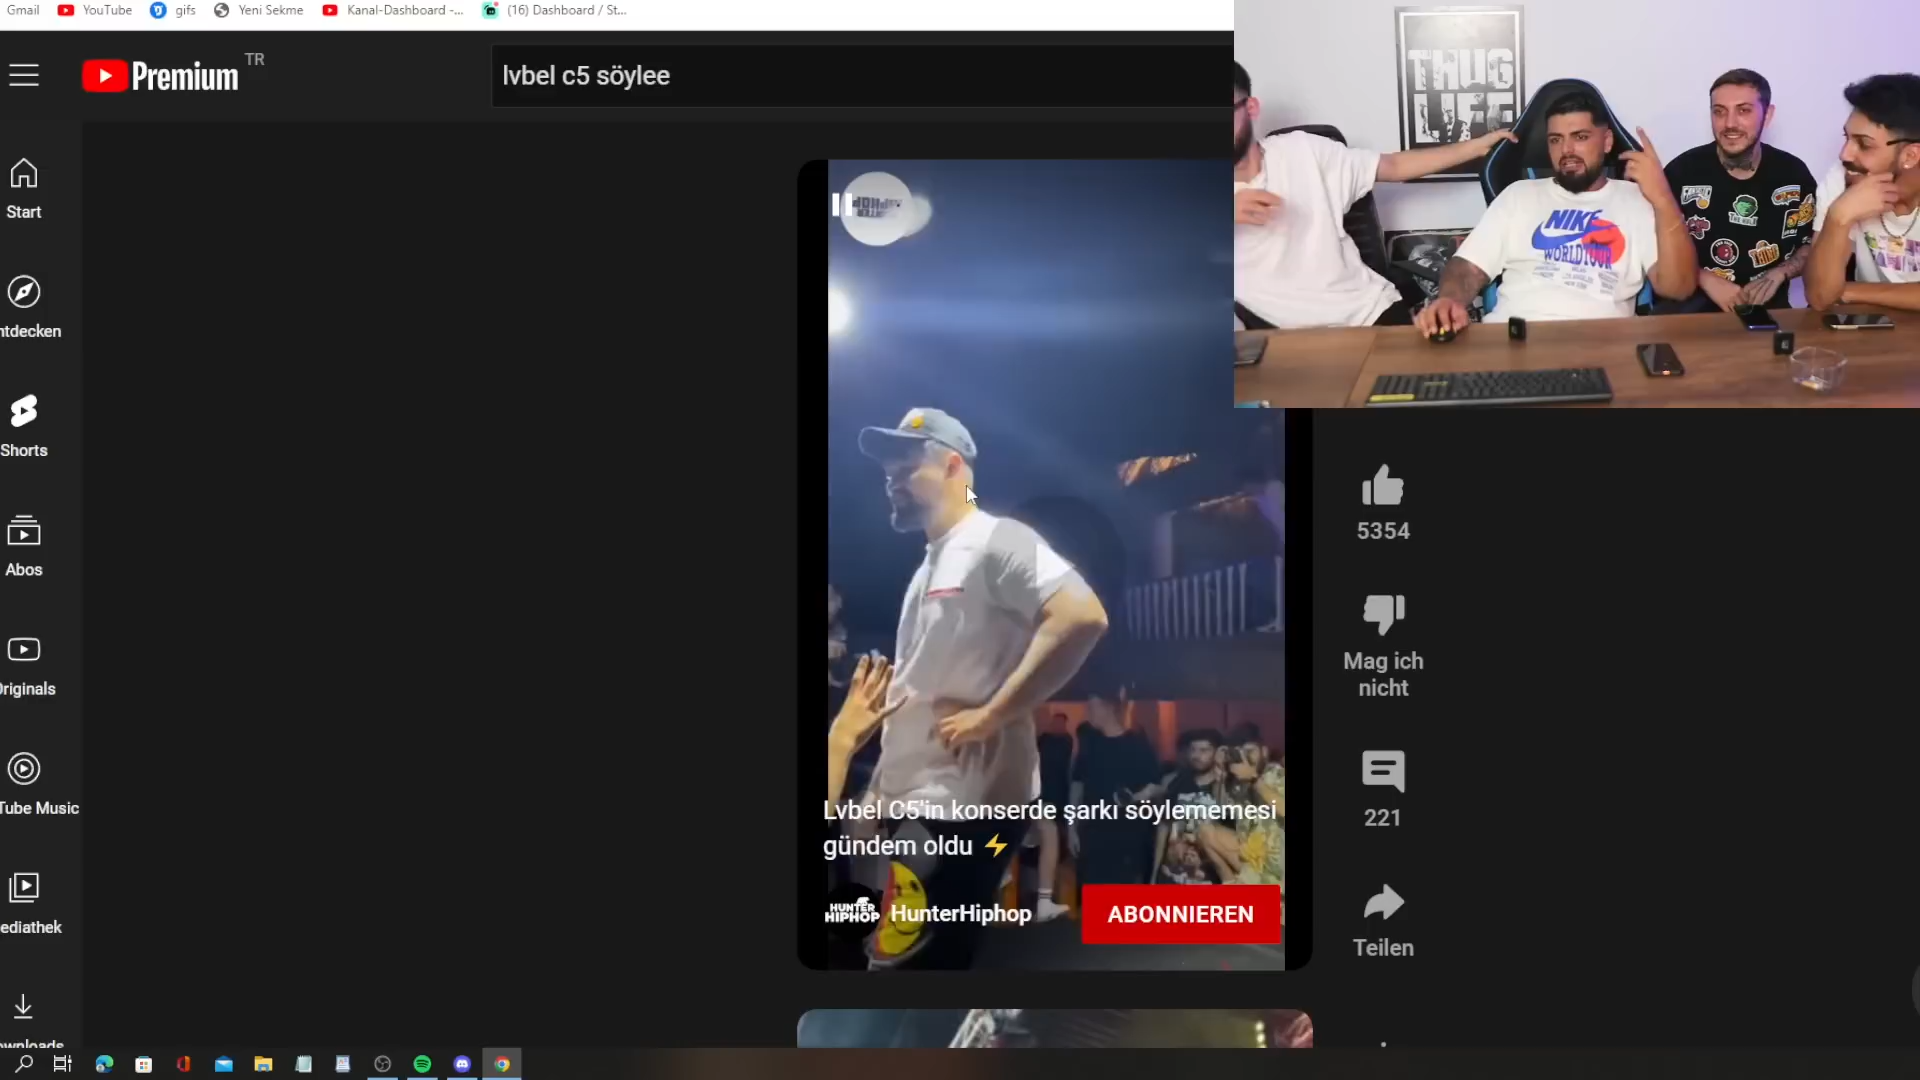 Gmail
YouTube
gifs
Yeni Sekme
Kanal-Dashboard -...
(16) Dashboard / St...
Premium
TR
lvbel c5 söylee
THUG
LIFE
NIKE
WORLD TOUR
Start
ntdecken
Shorts
Abos
Originals
Tube Music
ediathek
ownloads
5354
Mag ich
nicht
221
Teilen
Lvbel C5'in konserde şarkı söylememesi
gündem oldu ⚡
HUNTER
HIPHOP
HunterHiphop
ABONNIEREN